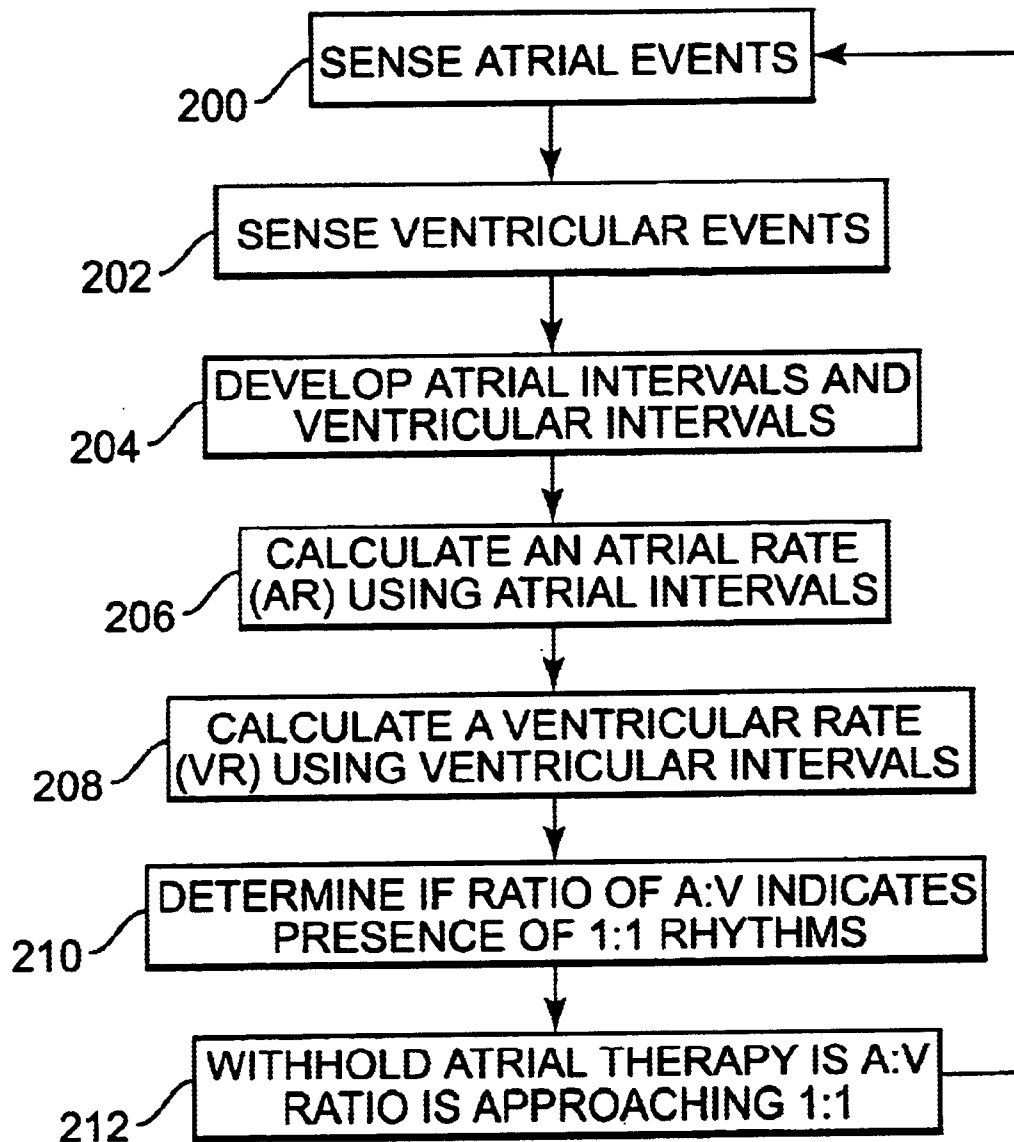 SENSE ATRIAL EVENTS
200
SENSE VENTRICULAR EVENTS
202
DEVELOP ATRIAL INTERVALS AND
VENTRICULAR INTERVALS
204
CALCULATE AN ATRIAL RATE
(AR) USING ATRIAL INTERVALS
206
CALCULATE A VENTRICULAR RATE
(VR) USING VENTRICULAR INTERVALS
208
DETERMINE IF RATIO OF A:V INDICATES
PRESENCE OF 1:1 RHYTHMS
210
WITHHOLD ATRIAL THERAPY IS A:V
RATIO IS APPROACHING 1:1
212